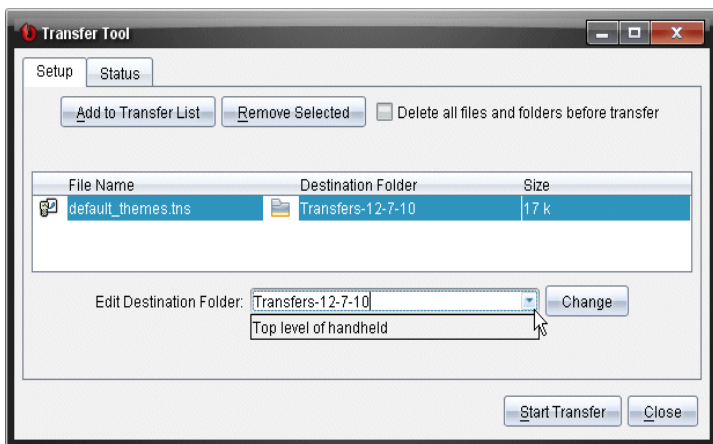 Transfer Tool
Setup Status
Add to Transfer List Remove Selected Delete all files and folders before transfer
File Name Destination Folder Size
default_themes.tns Transfers-12-7-10 17 k
Edit Destination Folder: Transfers-12-7-10 Change
Top level of handheld
Start Transfer Close